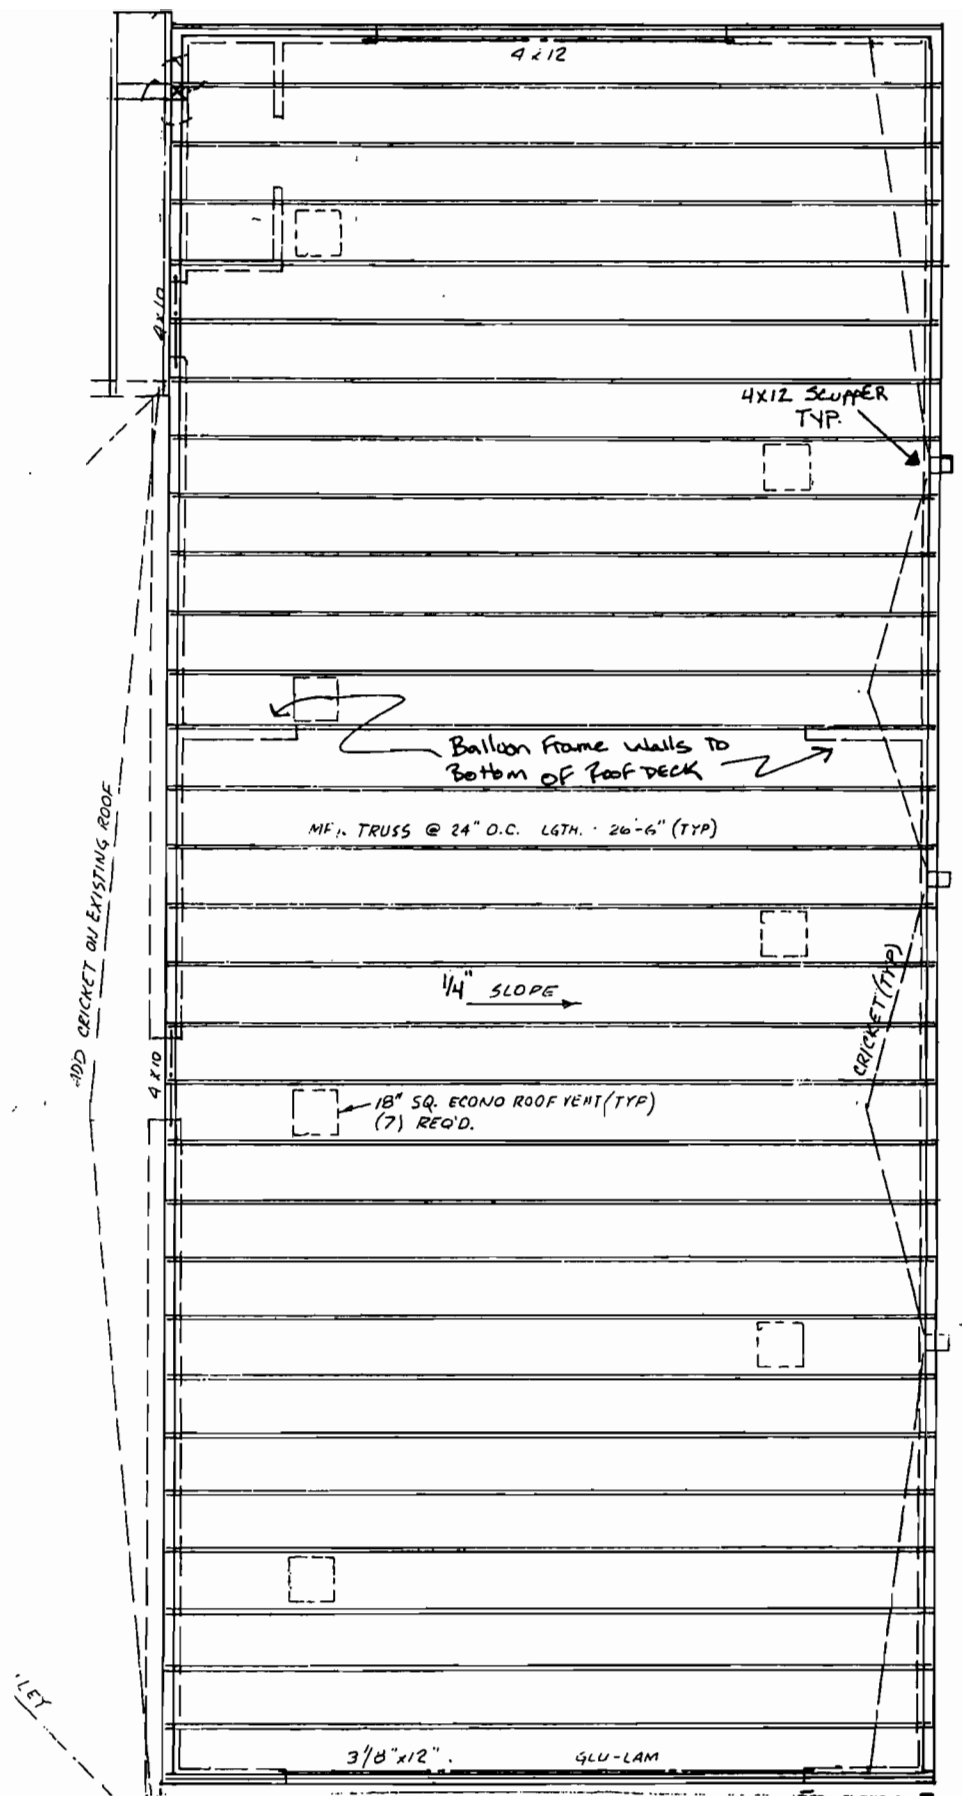 4x12
4x10
4X12 SCUPPER
TYP.
Balloon Frame Walls To
Bottom OF Roof DECK
TRUSS @ 24" O.C. LGTH. 26'-6" (TYP)
ADD CRICKET ON EXISTING ROOF
1/4" SLOPE
CRICKET (TYP)
4x10
18" SQ. ECONO ROOF VENT (TYP)
(7) REQ'D.
3 1/8"x12". GLU-LAM